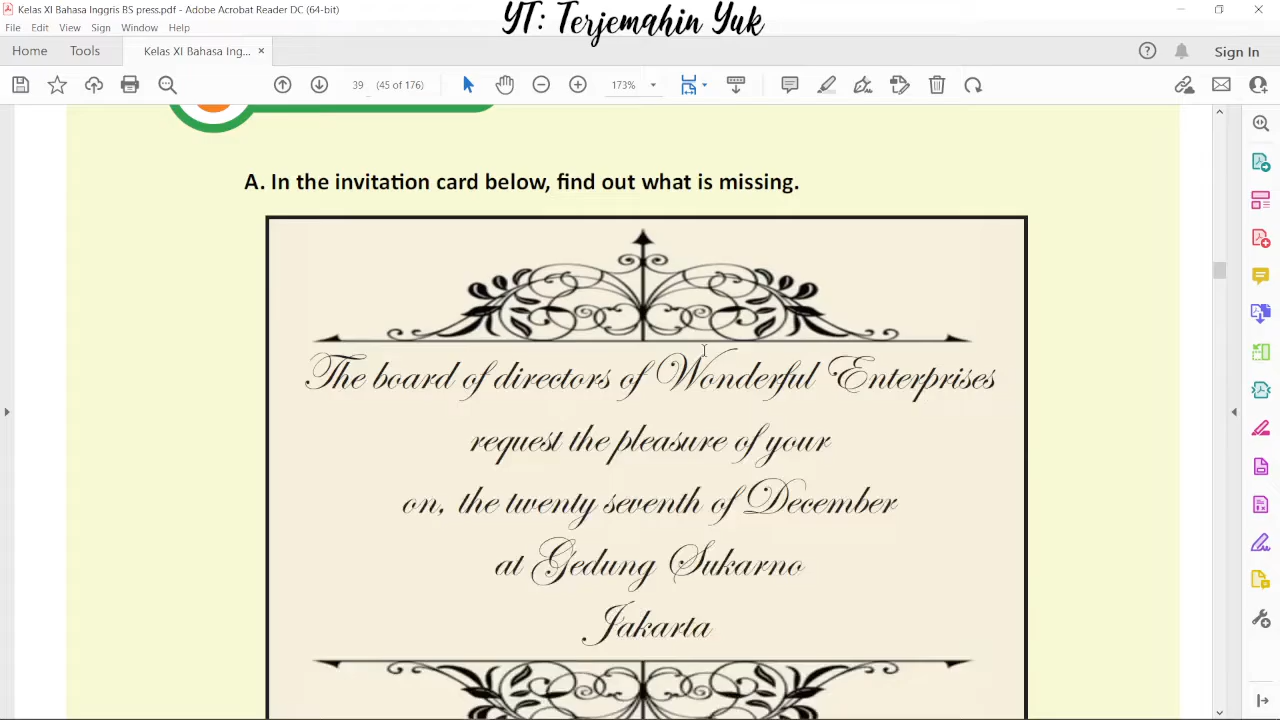 Kelas XI Bahasa Inggris BS press.pdf - Adobe Acrobat Reader DC (64-bit)
YT: Terjemahin Yuk
File Edit View Sign Window Help
Home Tools Kelas XI Bahasa Ing... × Sign In
39 (45 of 176) 173%
A. In the invitation card below, find out what is missing.
The board of directors of Wonderful Enterprises
request the pleasure of your
on, the twenty seventh of December
at Gedung Sukarno
Jakarta